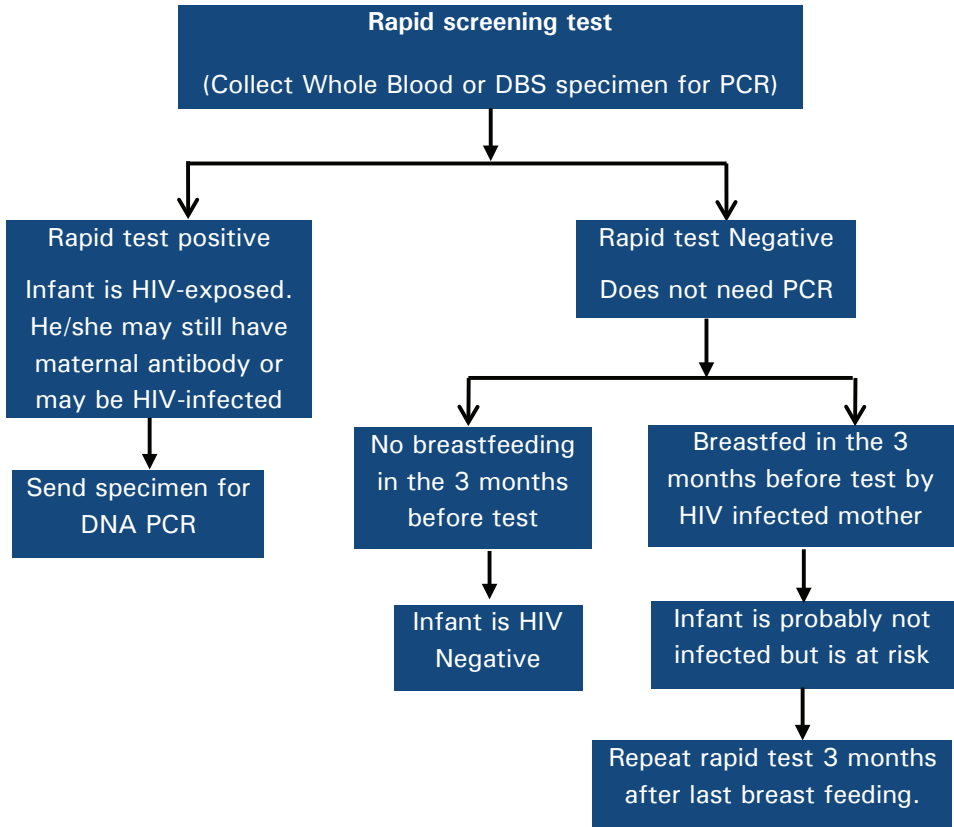 Rapid screening test
(Collect Whole Blood or DBS specimen for PCR)
Rapid test positive
Infant is HIV-exposed.
He/she may still have
maternal antibody or
may be HIV-infected
Send specimen for
DNA PCR
Rapid test Negative
Does not need PCR
No breastfeeding
in the 3 months
before test
Infant is HIV
Negative
Breastfed in the 3
months before test by
HIV infected mother
Infant is probably not
infected but is at risk
Repeat rapid test 3 months
after last breast feeding.